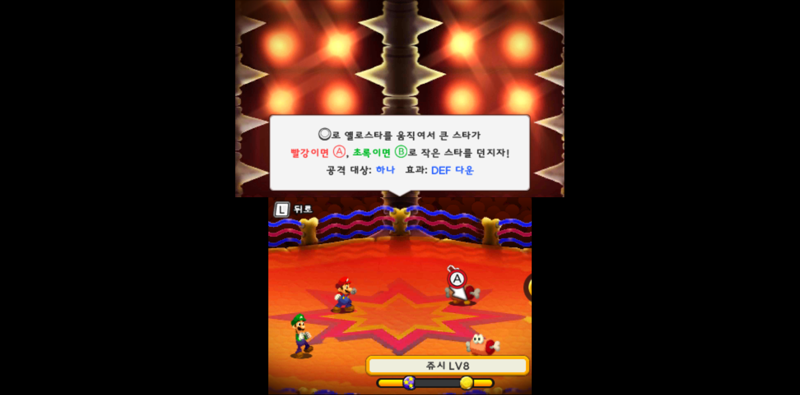 로 옐로스타를 움직여서 큰 스타가
빨강이면 Ⓐ, 초록이면 Ⓑ로 작은 스타를 던지자!
공격 대상: 하나 효과: DEF 다운
L 뒤로
A
쥬시 LV8